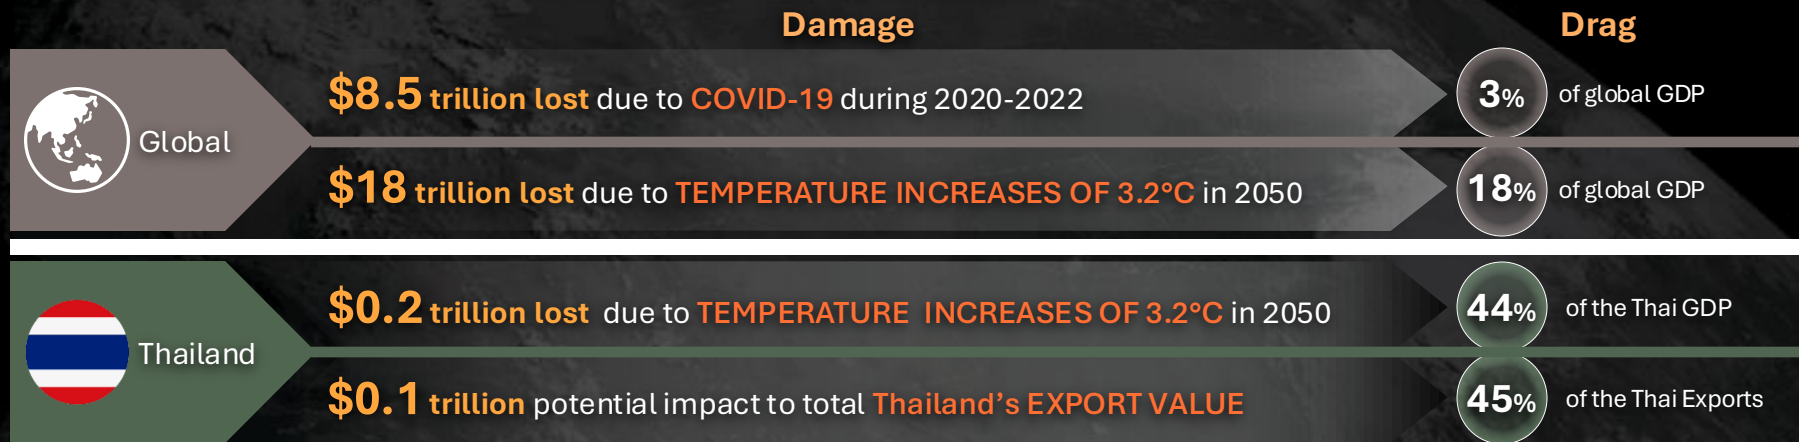 Damage Drag
Global
$8.5 trillion lost due to COVID-19 during 2020-2022 3% of global GDP
$18 trillion lost due to TEMPERATURE INCREASES OF 3.2°C in 2050 18% of global GDP
Thailand
$0.2 trillion lost due to TEMPERATURE INCREASES OF 3.2°C in 2050 44% of the Thai GDP
$0.1 trillion potential impact to total Thailand's EXPORT VALUE 45% of the Thai Exports